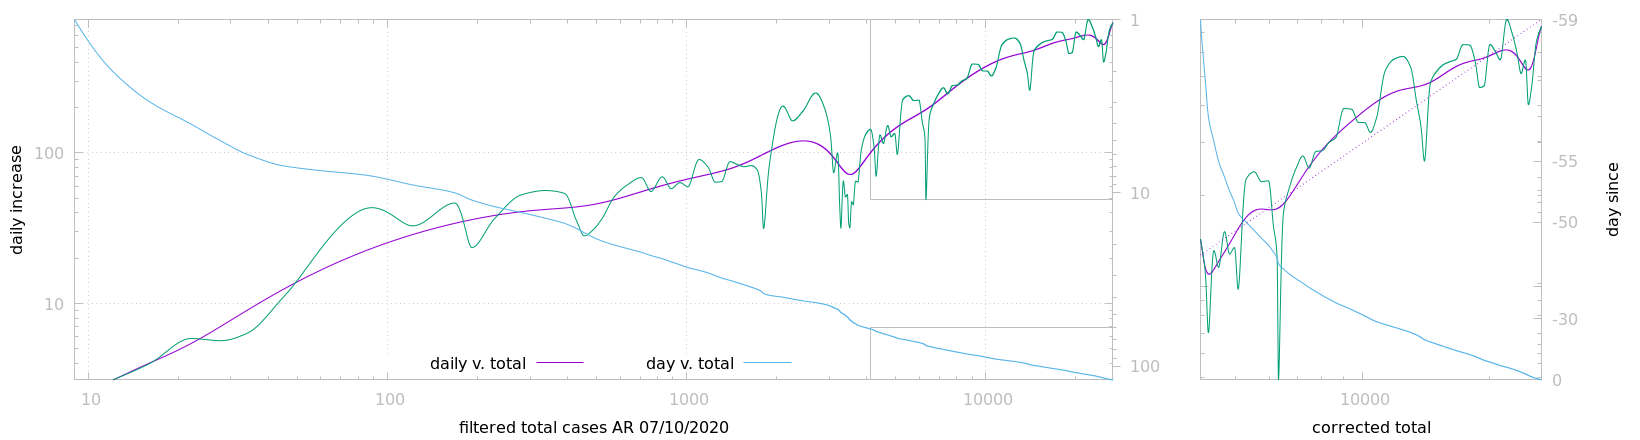 daily increase
100
10
10
100
1000
10000
filtered total cases AR 07/10/2020
daily v. total
day v. total
1
10
100
10000
corrected total
-59
-55
-50
-30
0
day since